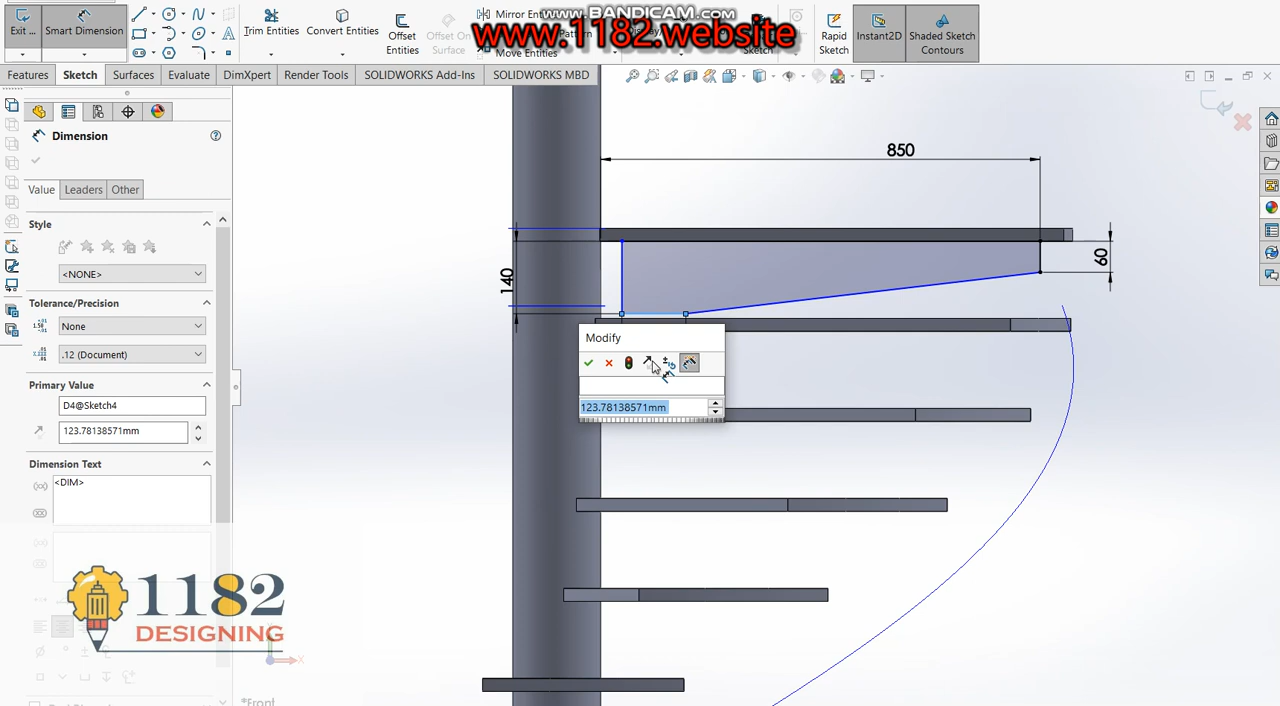 www.BANDICAM.com
www.1182.website
Exit ...
Smart Dimension
Trim Entities
Convert Entities
Offset Entities
Offset On Surface
Mirror Entities
Move Entities
Rapid Sketch
Instant2D
Shaded Sketch Contours
Features
Sketch
Surfaces
Evaluate
DimXpert
Render Tools
SOLIDWORKS Add-Ins
SOLIDWORKS MBD
Dimension
Value
Leaders
Other
Style
<NONE>
Tolerance/Precision
None
.12 (Document)
Primary Value
D4@Sketch4
123.78138571mm
Dimension Text
<DIM>
850
60
140
Modify
123.78138571mm
1182
DESIGNING
X
*Front